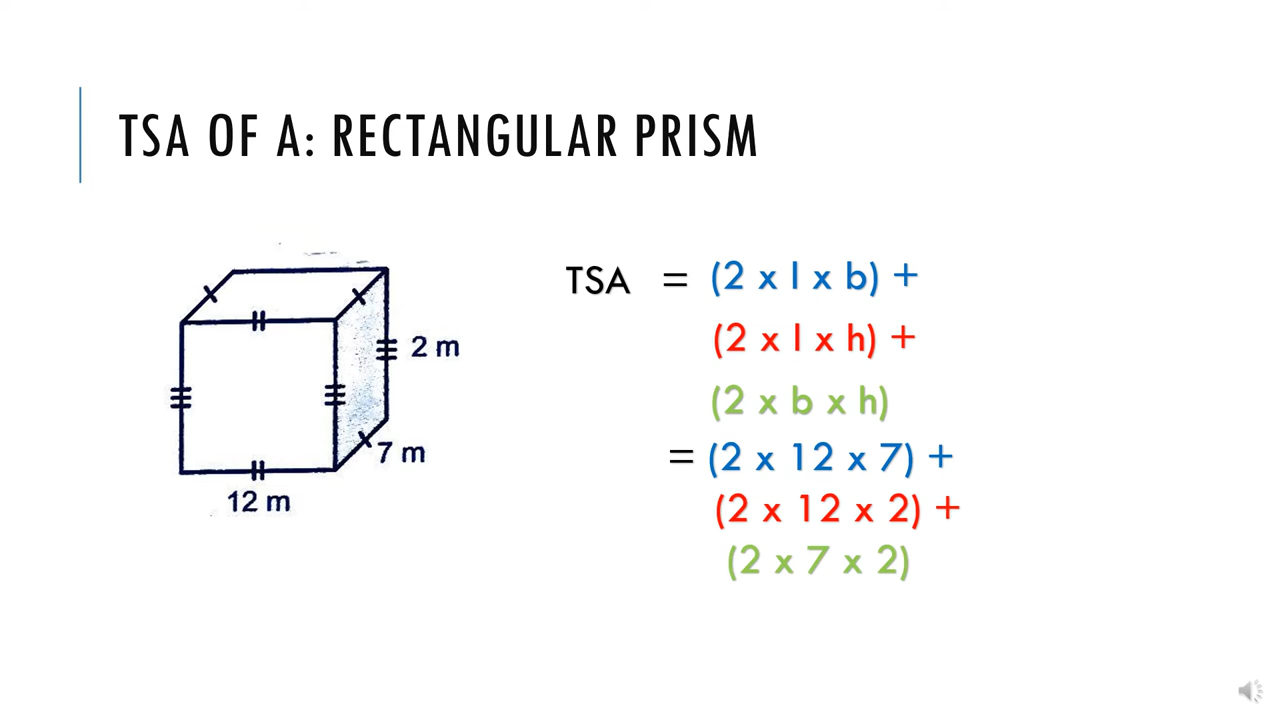 TSA OF A: RECTANGULAR PRISM
TSA = (2 x l x b) +
(2 x l x h) +
(2 x b x h)
= (2 x 12 x 7) +
(2 x 12 x 2) +
(2 x 7 x 2)
2 m
7 m
12 m